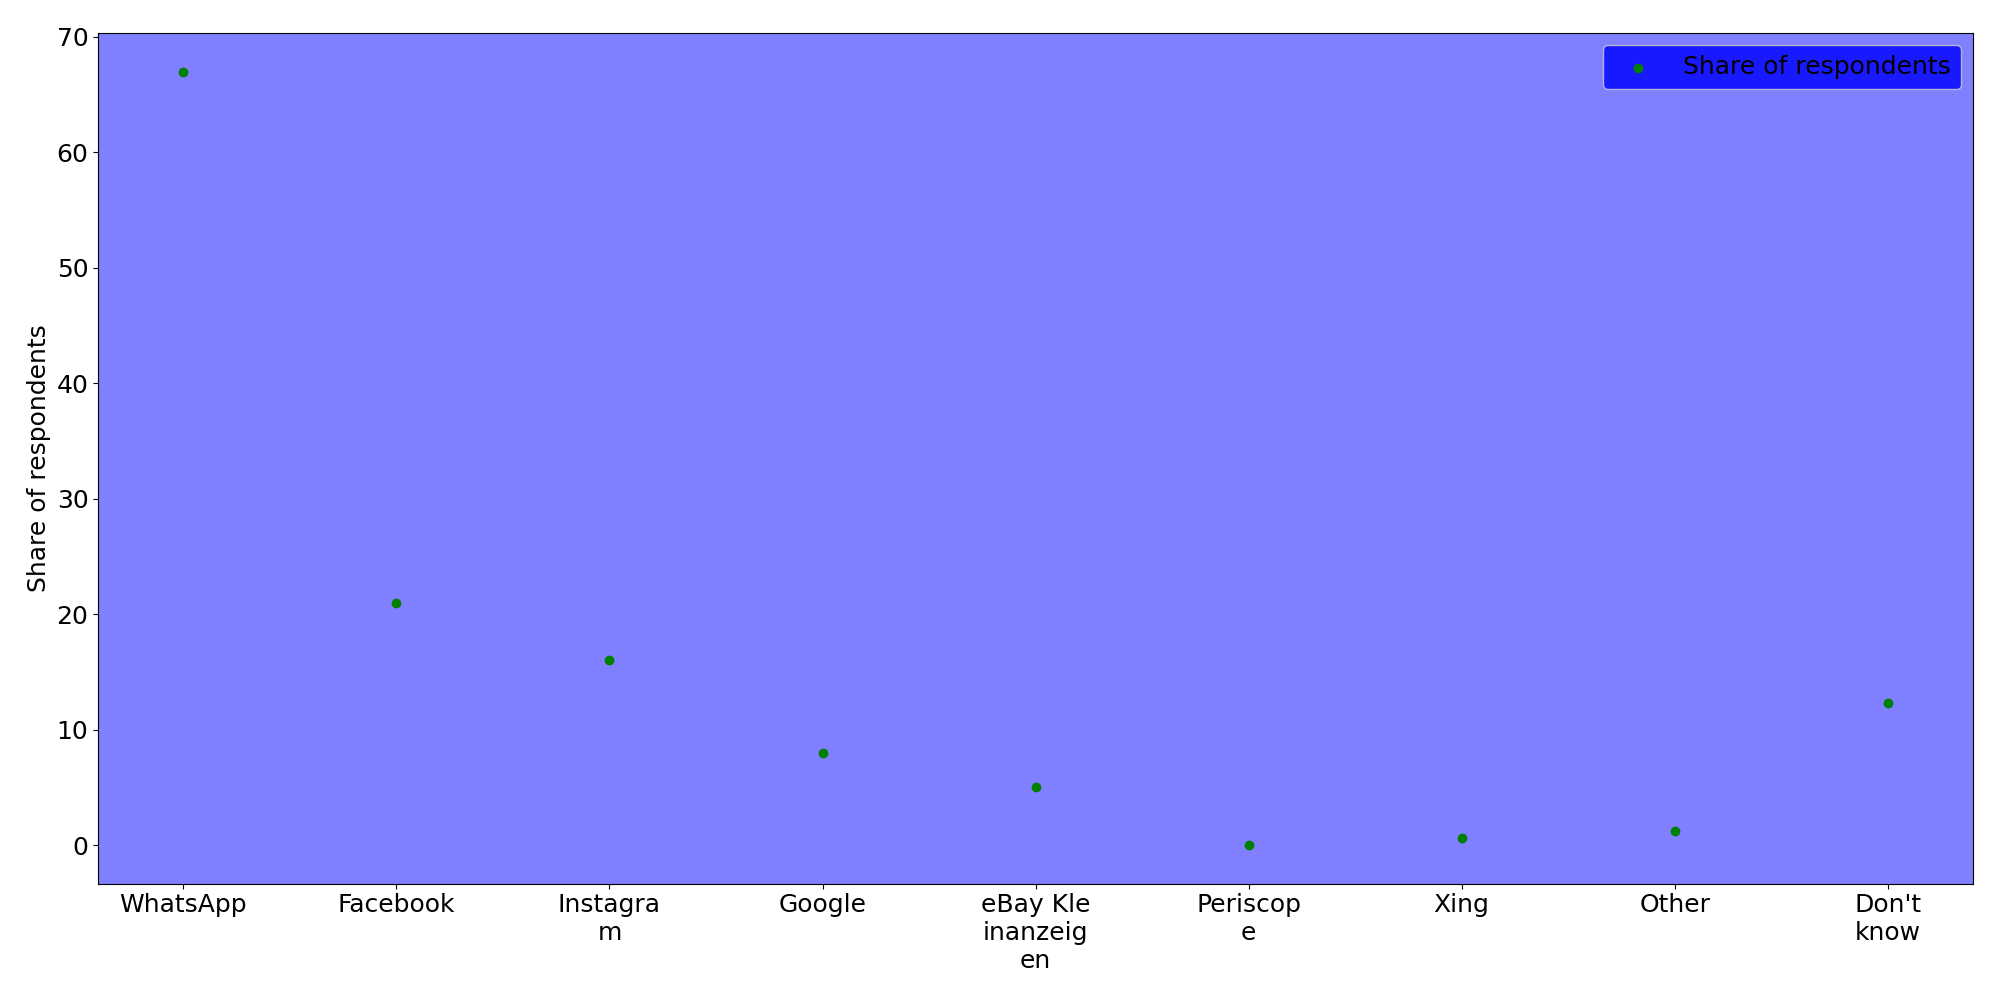 Share of respondents
70
60
50
40
30
20
10
0
Share of respondents
WhatsApp
Facebook
Instagra
m
Google
eBay Kle
inanzeig
en
Periscop
e
Xing
Other
Don't
know